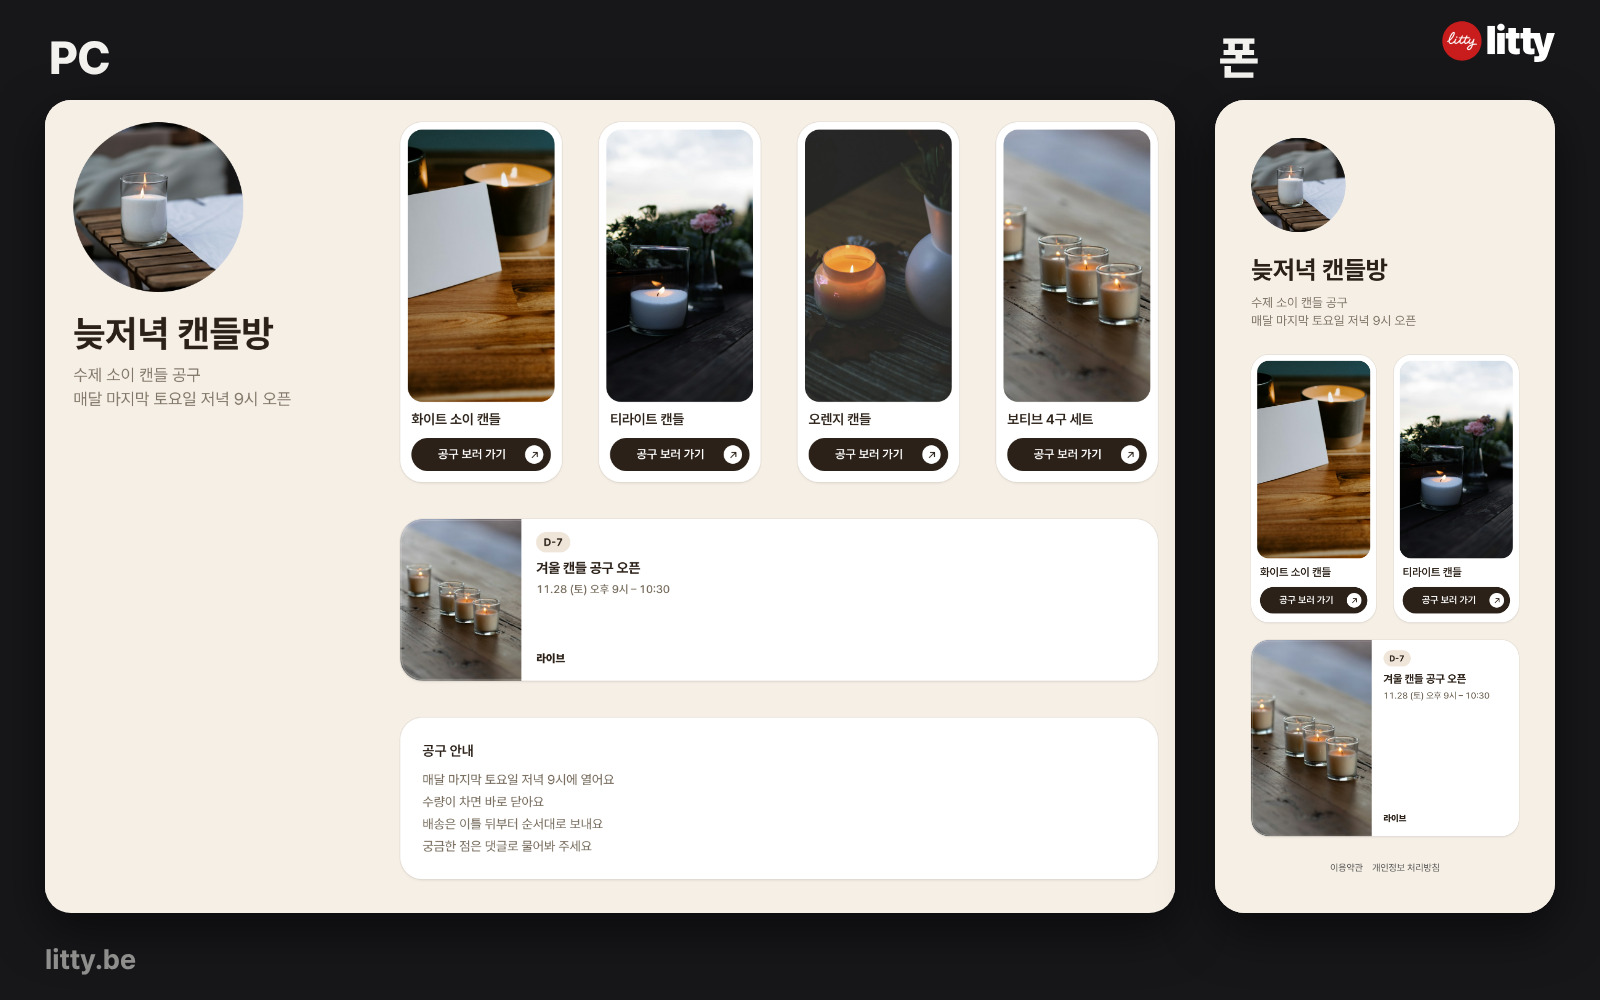 PC
폰
litty
litty
늦저녁 캔들방
수제 소이 캔들 공구
매달 마지막 토요일 저녁 9시 오픈
화이트 소이 캔들
공구 보러 가기
티라이트 캔들
공구 보러 가기
오렌지 캔들
공구 보러 가기
보티브 4구 세트
공구 보러 가기
D-7
겨울 캔들 공구 오픈
11.28 (토) 오후 9시 – 10:30
라이브
공구 안내
매달 마지막 토요일 저녁 9시에 열어요
수량이 차면 바로 닫아요
배송은 이틀 뒤부터 순서대로 보내요
궁금한 점은 댓글로 물어봐 주세요
늦저녁 캔들방
수제 소이 캔들 공구
매달 마지막 토요일 저녁 9시 오픈
화이트 소이 캔들
공구 보러 가기
티라이트 캔들
공구 보러 가기
D-7
겨울 캔들 공구 오픈
11.28 (토) 오후 9시 – 10:30
라이브
이용약관 개인정보 처리방침
litty.be